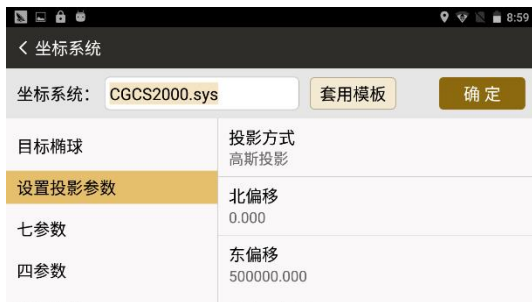 8:59
坐标系统
坐标系统: CGCS2000.sys 套用模板 确定
目标椭球
设置投影参数
七参数
四参数
投影方式
高斯投影
北偏移
0.000
东偏移
500000.000